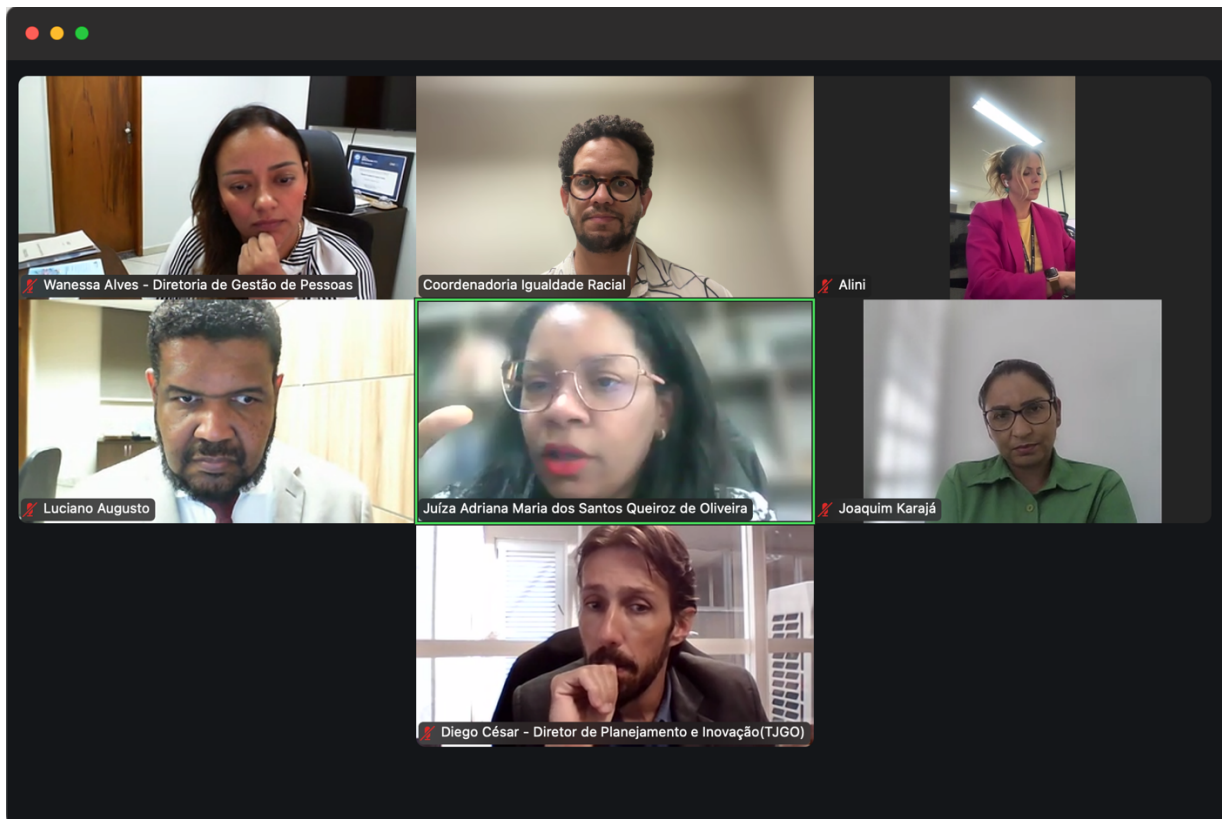 Wanessa Alves - Diretoria de Gestão de Pessoas
Coordenadoria Igualdade Racial
Alini
Luciano Augusto
Juíza Adriana Maria dos Santos Queiroz de Oliveira
Joaquim Karajá
Diego César - Diretor de Planejamento e Inovação(TJGO)